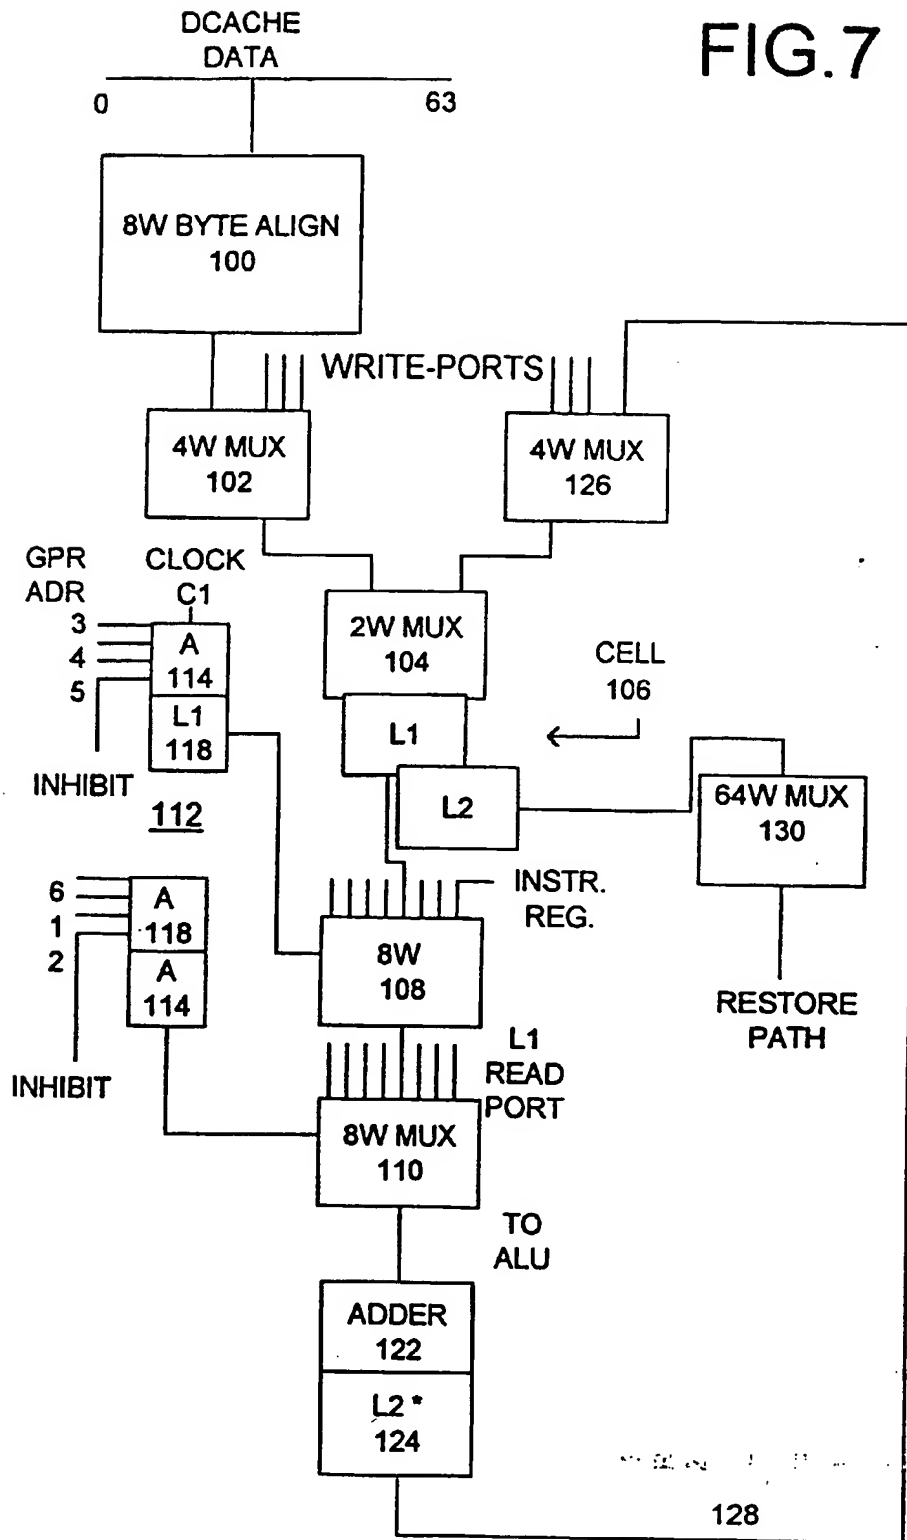 DCACHE
DATA
FIG.7
0
63
8W BYTE ALIGN
100
WRITE-PORTS
4W MUX
102
4W MUX
126
GPR
ADR
CLOCK
C1
3
4
5
A
114
L1
118
INHIBIT
112
2W MUX
104
L1
L2
CELL
106
64W MUX
130
RESTORE
PATH
6
1
2
A
118
A
114
INHIBIT
INSTR.
REG.
8W
108
L1
READ
PORT
8W MUX
110
TO
ALU
ADDER
122
L2 *
124
128